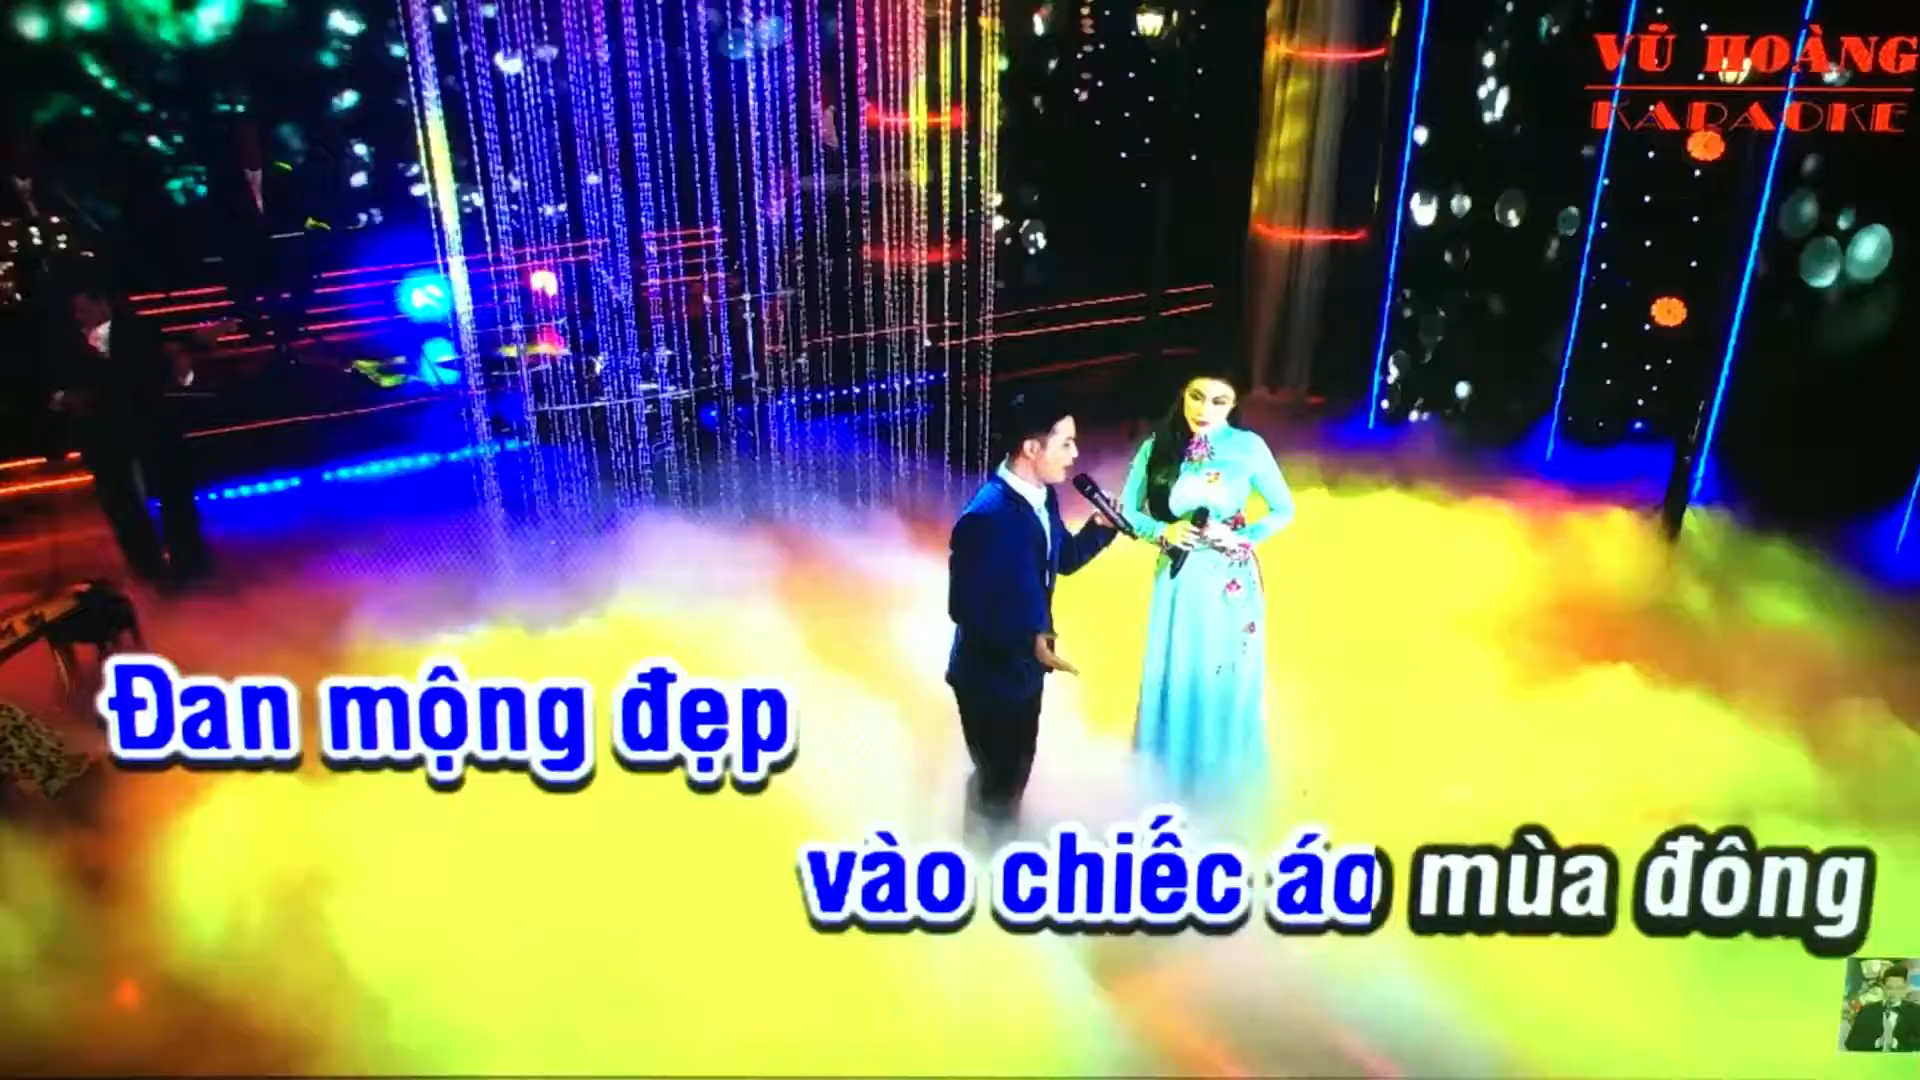 VŨ HOÀNG
KARAOKE
Đan mộng đẹp
vào chiếc áo mùa đông